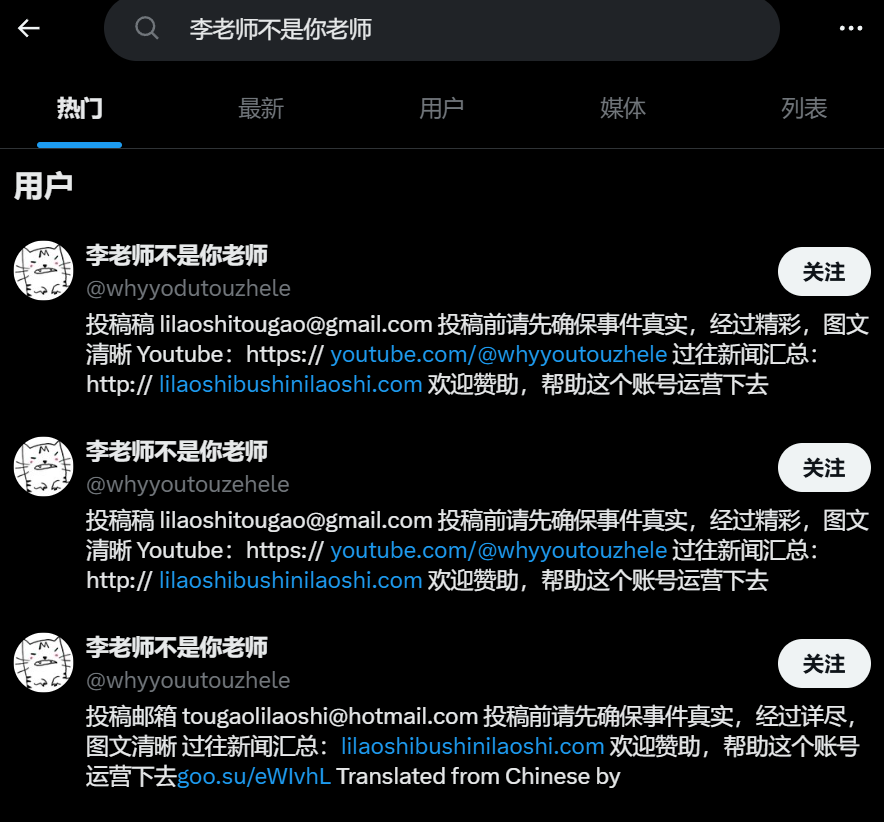 李老师不是你老师
热门 最新 用户 媒体 列表
用户
李老师不是你老师
@whyyodutouzhele
关注
投稿稿 lilaoshitougao@gmail.com 投稿前请先确保事件真实，经过精彩，图文
清晰 Youtube：https:// youtube.com/@whyyoutouzhele 过往新闻汇总：
http:// lilaoshibushinilaoshi.com 欢迎赞助，帮助这个账号运营下去
李老师不是你老师
@whyyoutouzehele
关注
投稿稿 lilaoshitougao@gmail.com 投稿前请先确保事件真实，经过精彩，图文
清晰 Youtube：https:// youtube.com/@whyyoutouzhele 过往新闻汇总：
http:// lilaoshibushinilaoshi.com 欢迎赞助，帮助这个账号运营下去
李老师不是你老师
@whyyouutouzhele
关注
投稿邮箱 tougaolilaoshi@hotmail.com 投稿前请先确保事件真实，经过详尽，
图文清晰 过往新闻汇总：lilaoshibushinilaoshi.com 欢迎赞助，帮助这个账号
运营下去goo.su/eWIvhL Translated from Chinese by